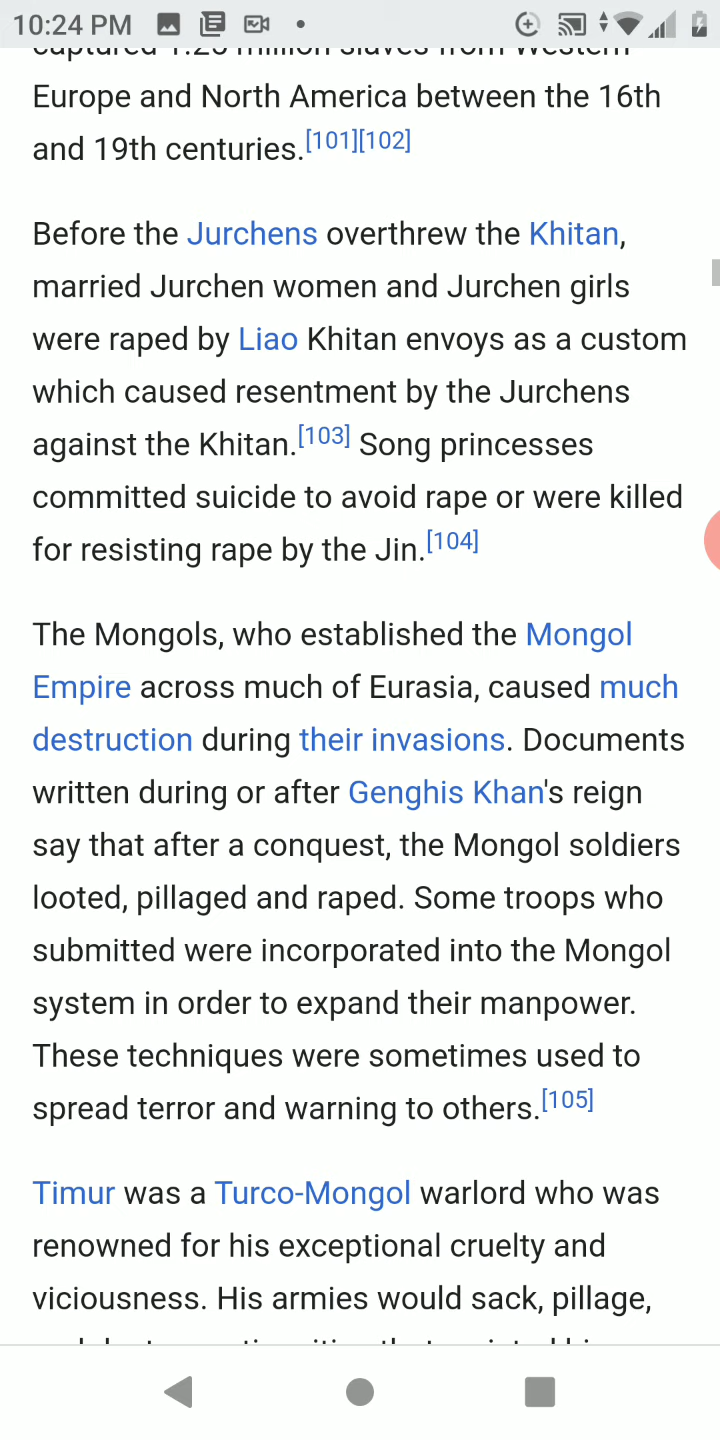 10:24 PM
captured 1.25 million slaves from Western
Europe and North America between the 16th
and 19th centuries.[101][102]
Before the Jurchens overthrew the Khitan,
married Jurchen women and Jurchen girls
were raped by Liao Khitan envoys as a custom
which caused resentment by the Jurchens
against the Khitan.[103] Song princesses
committed suicide to avoid rape or were killed
for resisting rape by the Jin.[104]
The Mongols, who established the Mongol
Empire across much of Eurasia, caused much
destruction during their invasions. Documents
written during or after Genghis Khan's reign
say that after a conquest, the Mongol soldiers
looted, pillaged and raped. Some troops who
submitted were incorporated into the Mongol
system in order to expand their manpower.
These techniques were sometimes used to
spread terror and warning to others.[105]
Timur was a Turco-Mongol warlord who was
renowned for his exceptional cruelty and
viciousness. His armies would sack, pillage,